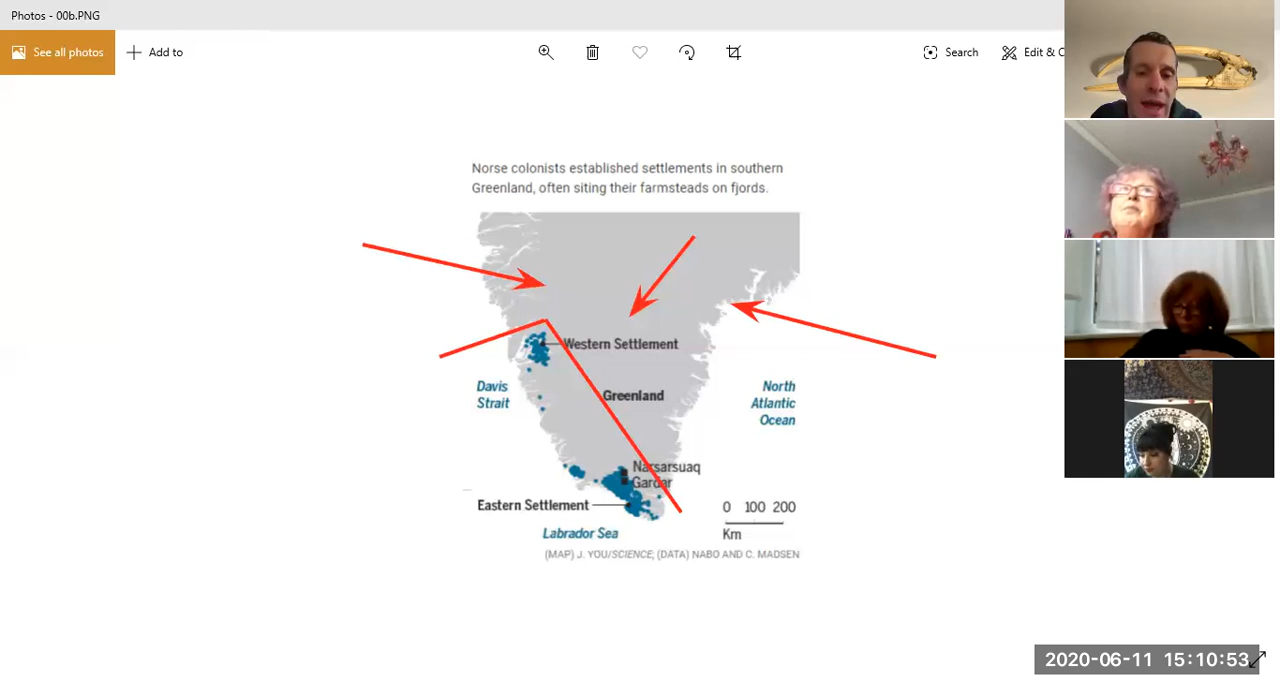 Photos - 00b.PNG
See all photos
Add to
Search
Edit & C
Norse colonists established settlements in southern
Greenland, often siting their farmsteads on fjords.
Western Settlement
Davis
Strait
Greenland
North
Atlantic
Ocean
Narsarsuaq
Gardar
Eastern Settlement
0 100 200
Km
Labrador Sea
(MAP) J. YOU/SCIENCE; (DATA) NABO AND C. MADSEN
2020-06-11 15:10:53